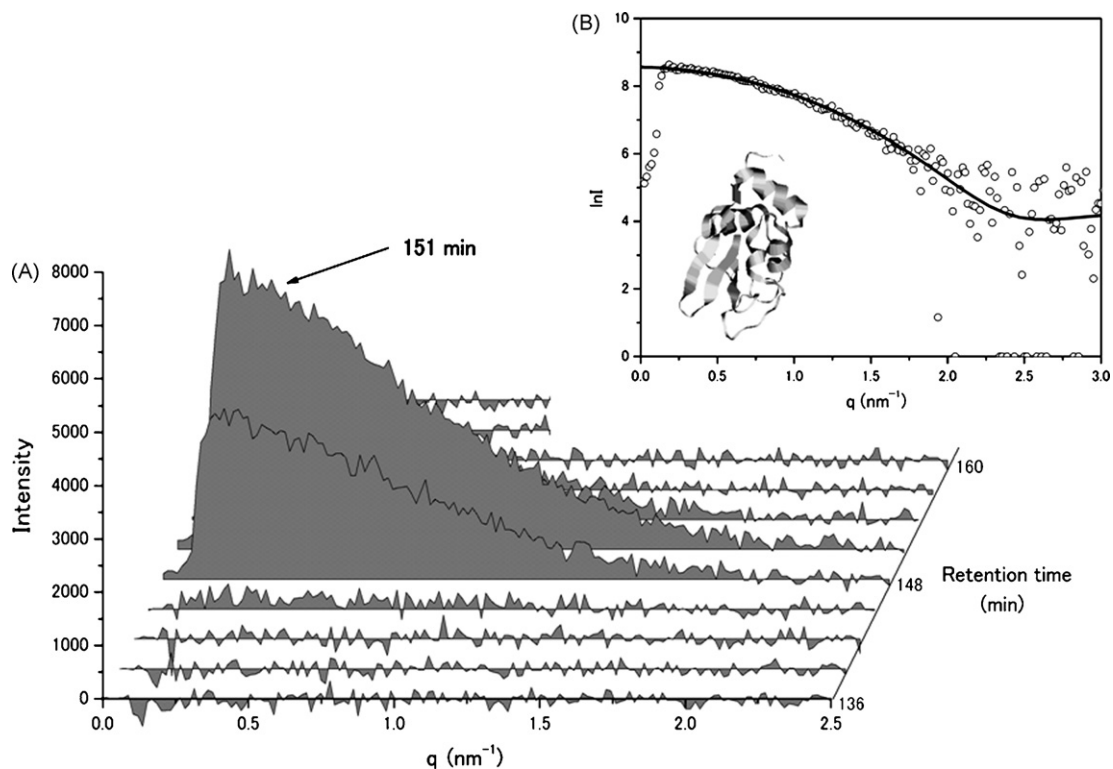 (B)
10
8
6
4
2
0
lnI
0.0 0.5 1.0 1.5 2.0 2.5 3.0
q (nm⁻¹)
(A)
151 min
8000
7000
6000
5000
4000
3000
2000
1000
0
Intensity
160
148
136
Retention time
(min)
0.0 0.5 1.0 1.5 2.0 2.5
q (nm⁻¹)